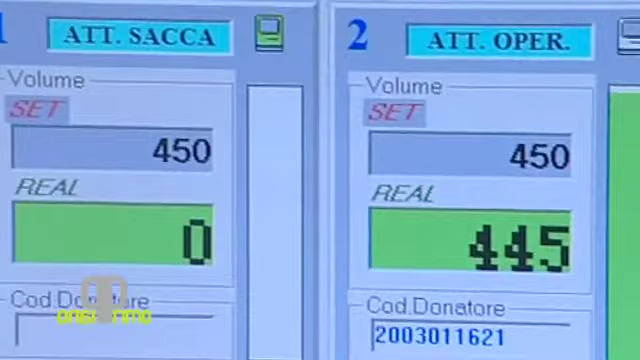 1 ATT. SACCA
Volume
SET
450
REAL
0
Cod.Donatore
2 ATT. OPER.
Volume
SET
450
REAL
445
Cod.Donatore
2003011621